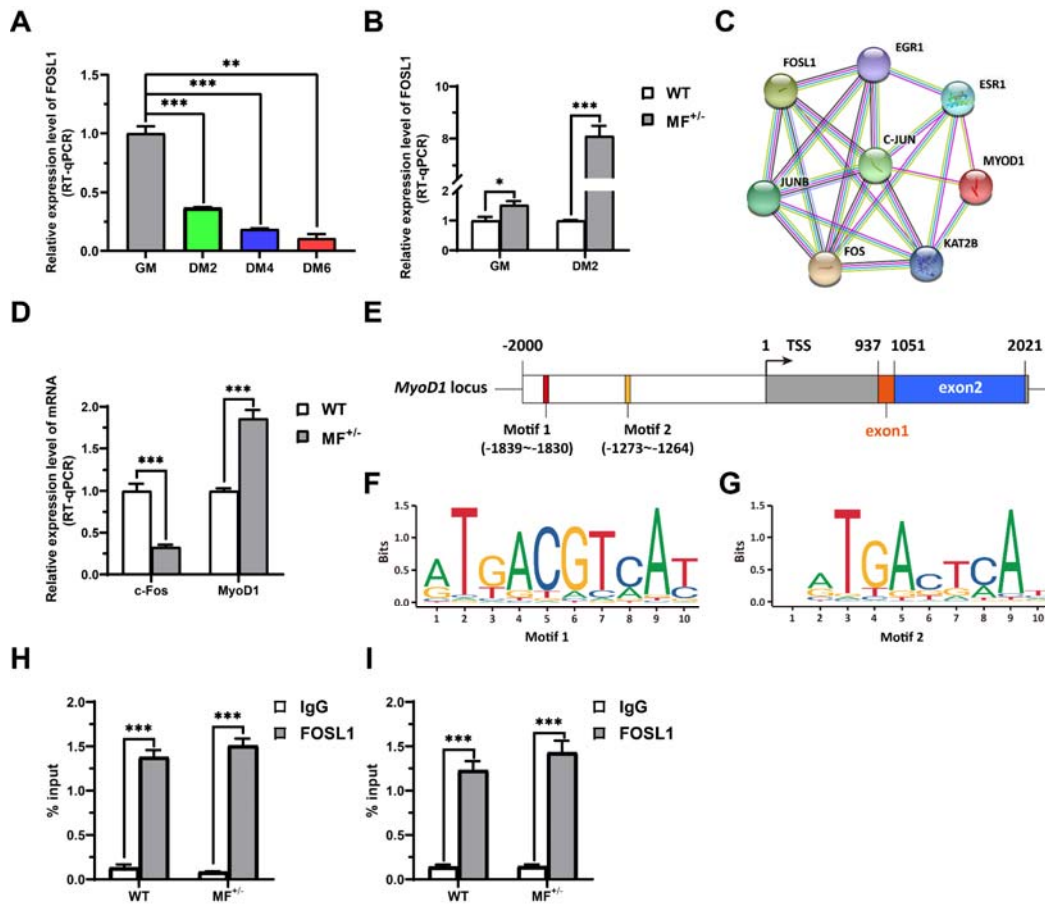 A
Relative expression level of FOSL1
(RT-qPCR)
1.5
1.0
0.5
0.0
**
***
***
GM
DM2
DM4
DM6
B
Relative expression level of FOSL1
(RT-qPCR)
10
8
2
1
0
*
***
GM
DM2
WT
MF+/-
C
EGR1
FOSL1
ESR1
C-JUN
MYOD1
JUNB
FOS
KAT2B
D
Relative expression level of mRNA
(RT-qPCR)
2.0
1.5
1.0
0.5
0.0
***
***
c-Fos
MyoD1
WT
MF+/-
E
-2000
1
TSS
937
1051
2021
MyoD1 locus
exon2
Motif 1
(-1839~-1830)
Motif 2
(-1273~-1264)
exon1
F
Bits
1.5
1.0
0.5
0.0
ATGACGTCAT
1 2 3 4 5 6 7 8 9 10
Motif 1
G
Bits
1.5
1.0
0.5
0.0
ATGACTCA
1 2 3 4 5 6 7 8 9 10
Motif 2
H
% input
2.0
1.5
1.0
0.5
0.0
***
***
WT
MF+/-
IgG
FOSL1
I
% input
2.0
1.5
1.0
0.5
0.0
***
***
WT
MF+/-
IgG
FOSL1